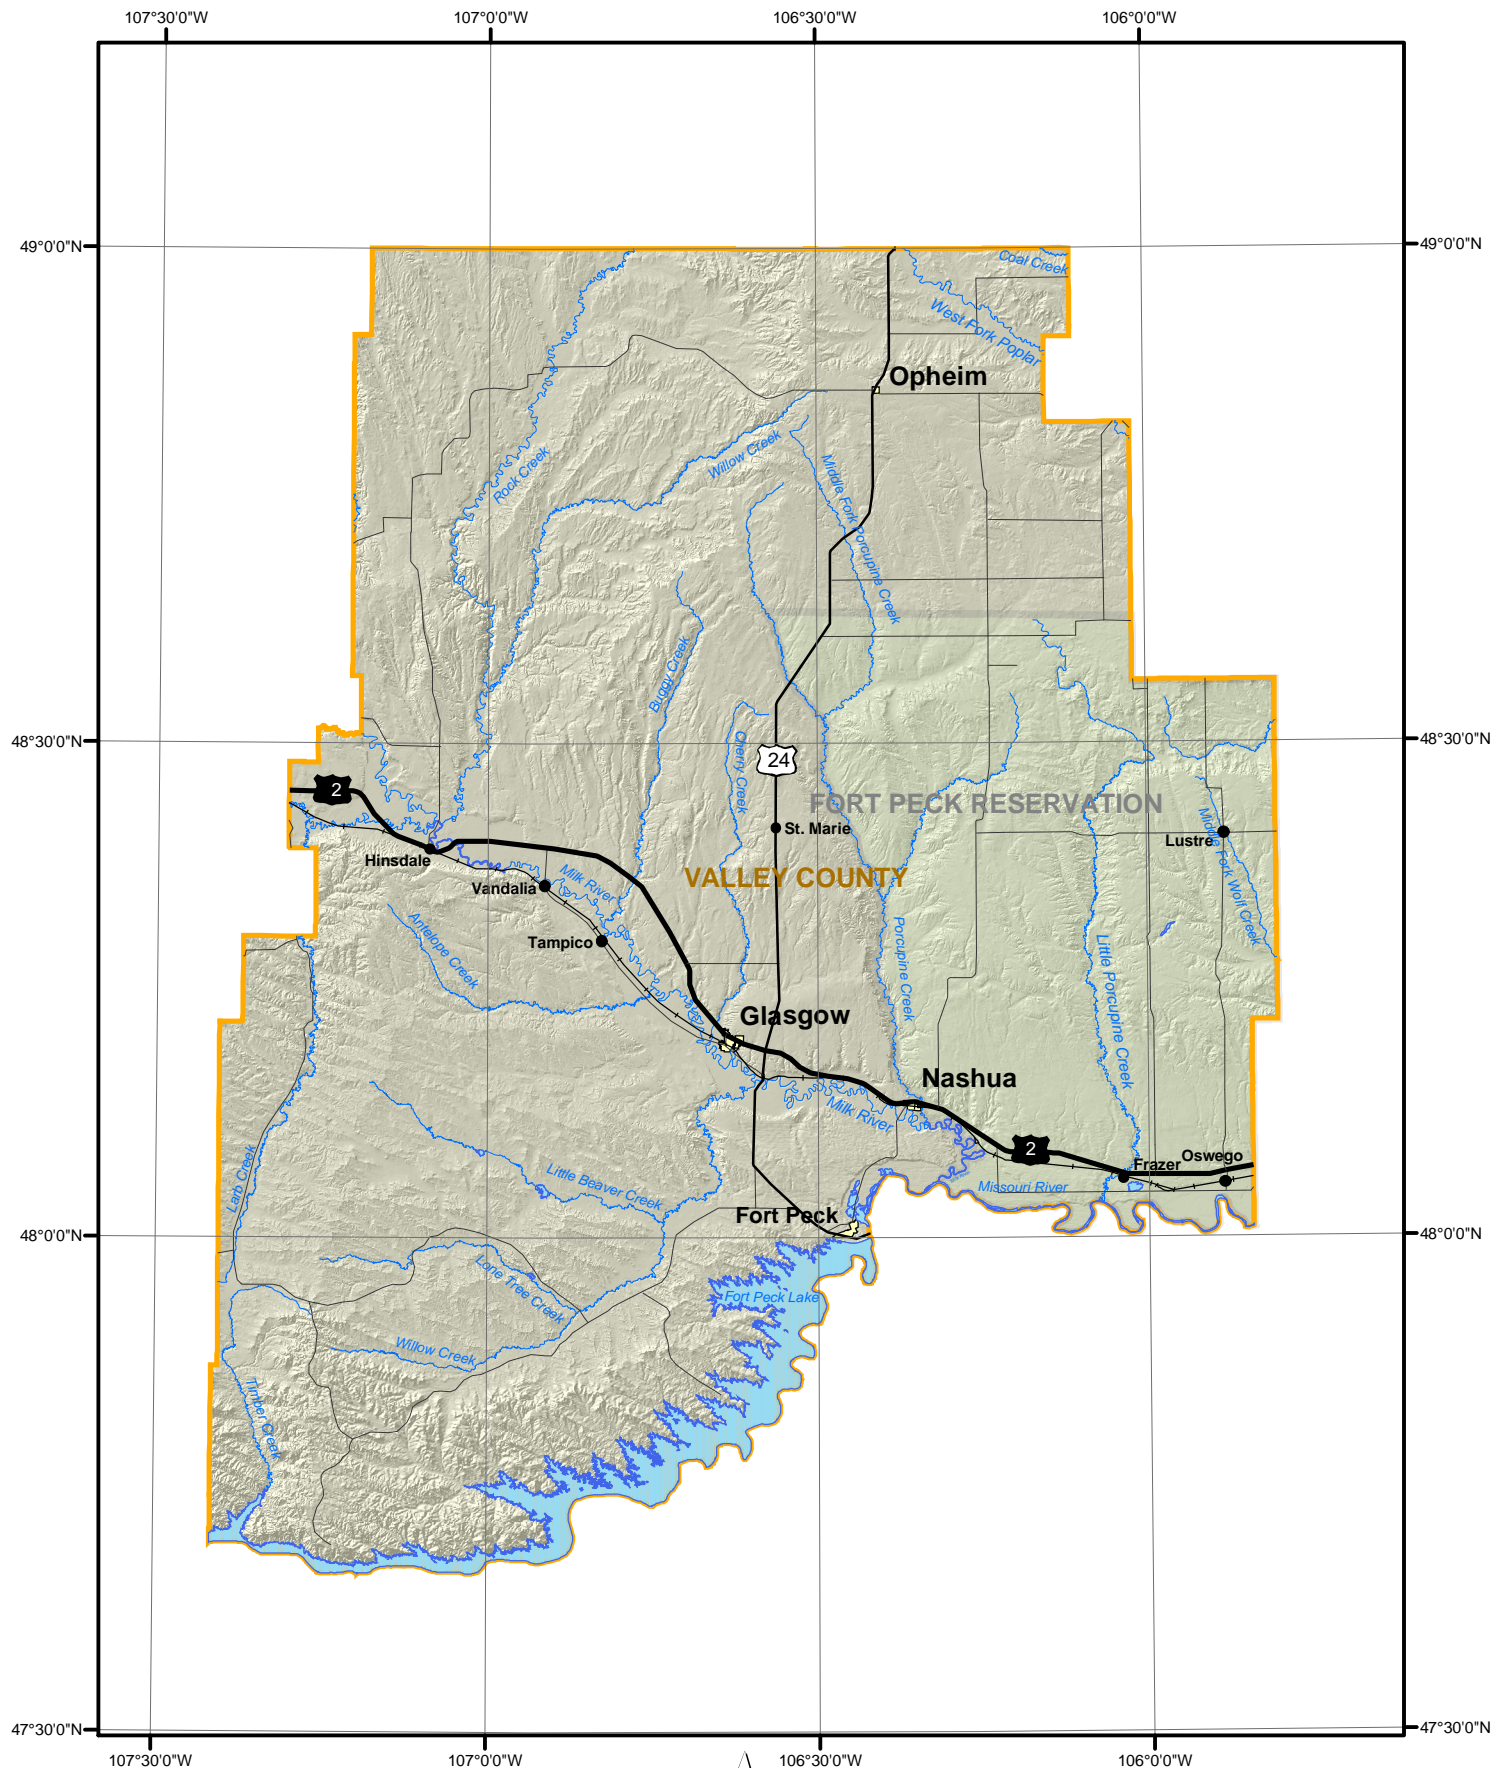 107°30'0"W 107°0'0"W 106°30'0"W 106°0'0"W
49°0'0"N
49°0'0"N
Coal Creek
West Fork Poplar
Opheim
Willow Creek
Rock Creek
Middle Fork Porcupine Creek
Buggy Creek
Cherry Creek
48°30'0"N
48°30'0"N
24
2
FORT PECK RESERVATION
St. Marie
Lustre
Middle Fork Wolf Creek
Hinsdale
Vandalia
Milk River
VALLEY COUNTY
Tampico
Antelope Creek
Porcupine Creek
Little Porcupine Creek
Glasgow
Nashua
Milk River
2
Frazer
Oswego
Larb Creek
Little Beaver Creek
Missouri River
Fort Peck
48°0'0"N
48°0'0"N
Lone Tree Creek
Fort Peck Lake
Willow Creek
Timber Creek
47°30'0"N
47°30'0"N
107°30'0"W 107°0'0"W 106°30'0"W 106°0'0"W